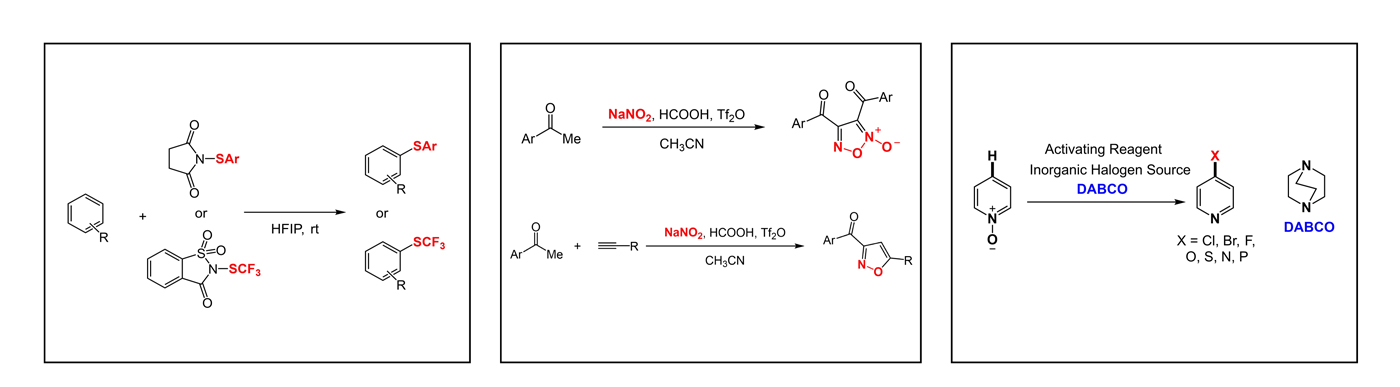 O
N
SAr
O
R
+
or
HFIP, rt
O
O
S
N
SCF₃
O
SAr
R
or
SCF₃
R
O
Ar
Me
NaNO₂, HCOOH, Tf₂O
CH₃CN
O
O
Ar
Ar
N
O
N
+
O
−
O
Ar
Me
+
R
NaNO₂, HCOOH, Tf₂O
CH₃CN
O
Ar
N
O
R
H
N
+
O
−
Activating Reagent
Inorganic Halogen Source
DABCO
X
N
X = Cl, Br, F,
O, S, N, P
N
N
DABCO